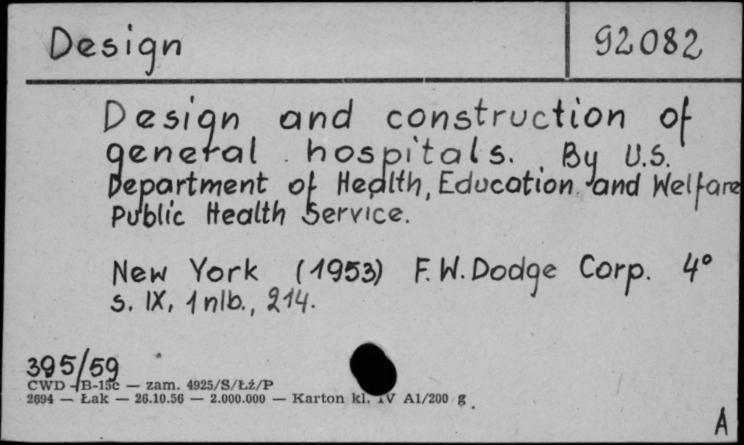 Design 92082
Design and construction of
general hospitals. By U.S.
Department of Health, Education and Welfare
Public Health Service.
New York (1953) F.W. Dodge Corp. 4°
s. IX, 1 nlb., 214.
395/59
CWD - B-15c — zam. 4925/S/Łż/P
2694 — Łak — 26.10.56 — 2.000.000 — Karton kl. IV A1/200 g
A